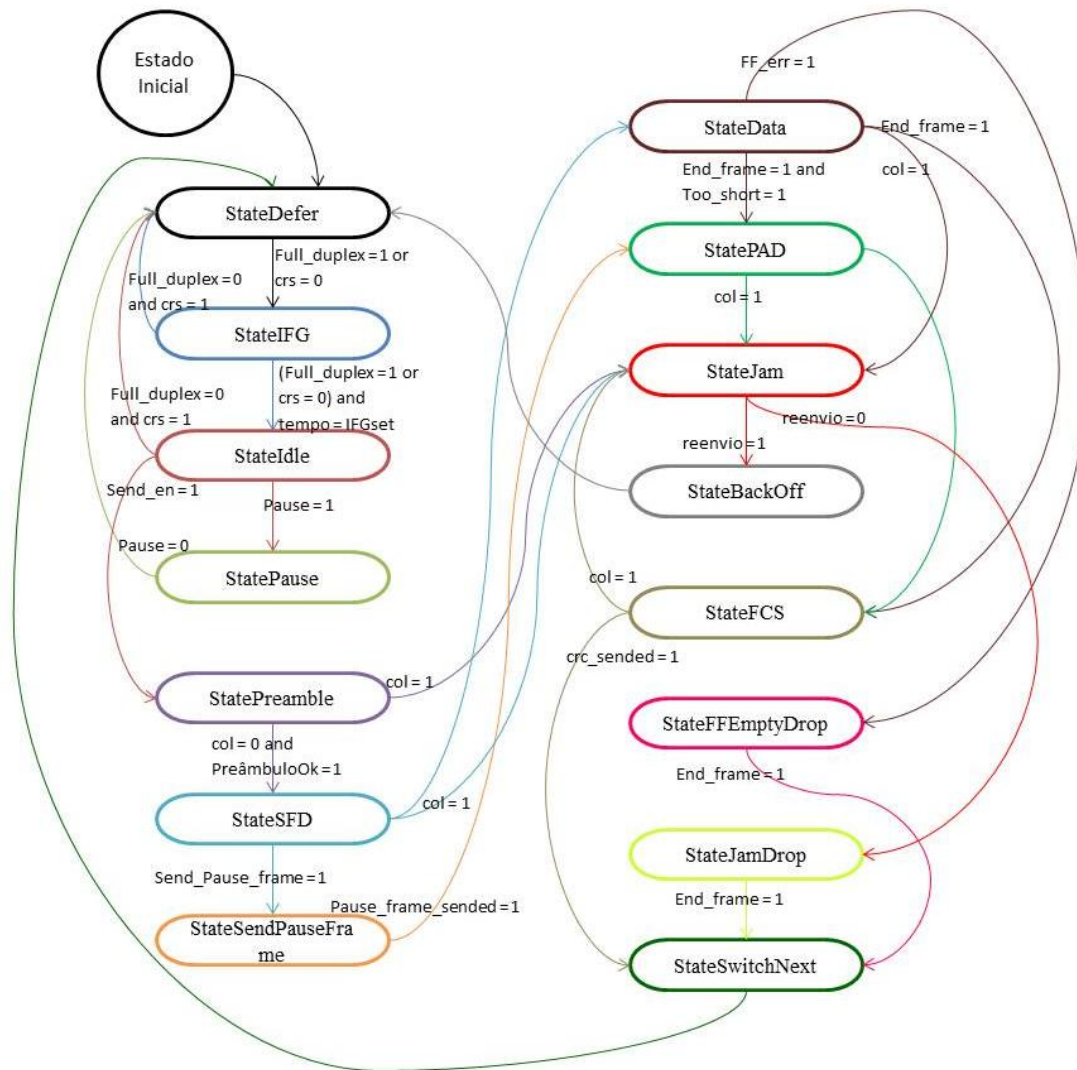 Estado
Inicial
StateDefer
Full_duplex=1 or
crs = 0
Full_duplex=0
and crs = 1
StateIFG
(Full_duplex=1 or
crs = 0) and
tempo=IFGset
Full_duplex=0
and crs = 1
StateIdle
Send_en=1
Pause=1
Pause=0
StatePause
StatePreamble
col = 1
col = 0 and
PreâmbuloOk=1
StateSFD
col = 1
Send_Pause_frame=1
Pause_frame_sended=1
StateSendPauseFra
me
FF_err = 1
StateData
End_frame=1
End_frame=1 and
Too_short=1
col = 1
StatePAD
col = 1
StateJam
reenvio=0
reenvio=1
StateBackOff
col = 1
StateFCS
crc_sended=1
StateFFEmptyDrop
End_frame=1
StateJamDrop
End_frame=1
StateSwitchNext